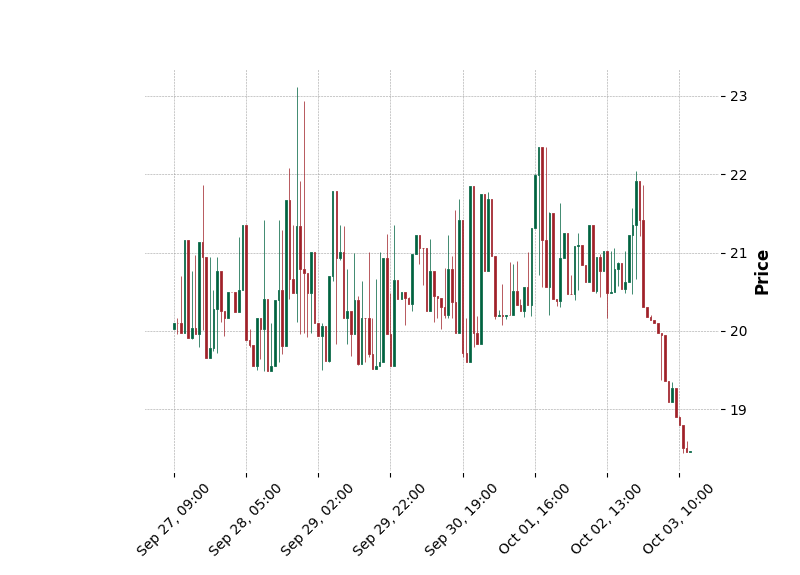 23
22
21
20
19
Price
Sep 27, 09:00
Sep 28, 05:00
Sep 29, 02:00
Sep 29, 22:00
Sep 30, 19:00
Oct 01, 16:00
Oct 02, 13:00
Oct 03, 10:00